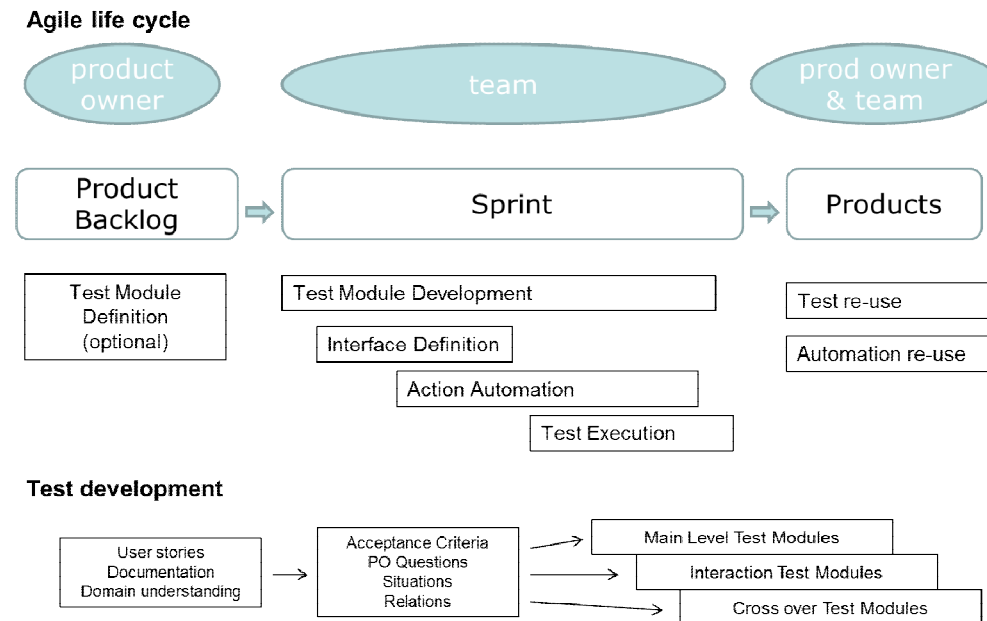 Agile life cycle
product
owner
team
prod owner
& team
Product
Backlog
Sprint
Products
Test Module
Definition
(optional)
Test Module Development
Interface Definition
Action Automation
Test Execution
Test re-use
Automation re-use
Test development
User stories
Documentation
Domain understanding
Acceptance Criteria
PO Questions
Situations
Relations
Main Level Test Modules
Interaction Test Modules
Cross over Test Modules